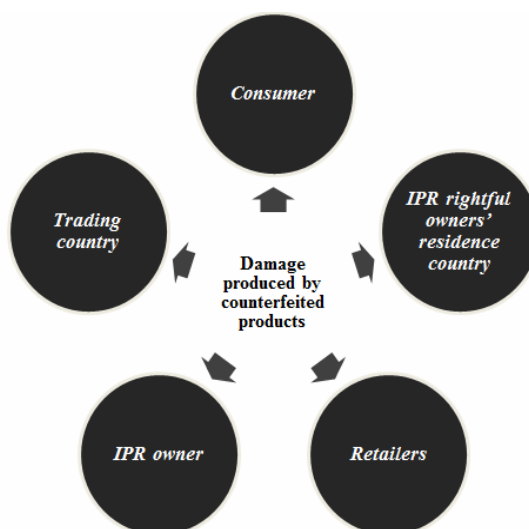 Consumer
IPR rightful
owners’
residence
country
Trading
country
Damage
produced by
counterfeited
products
IPR owner
Retailers